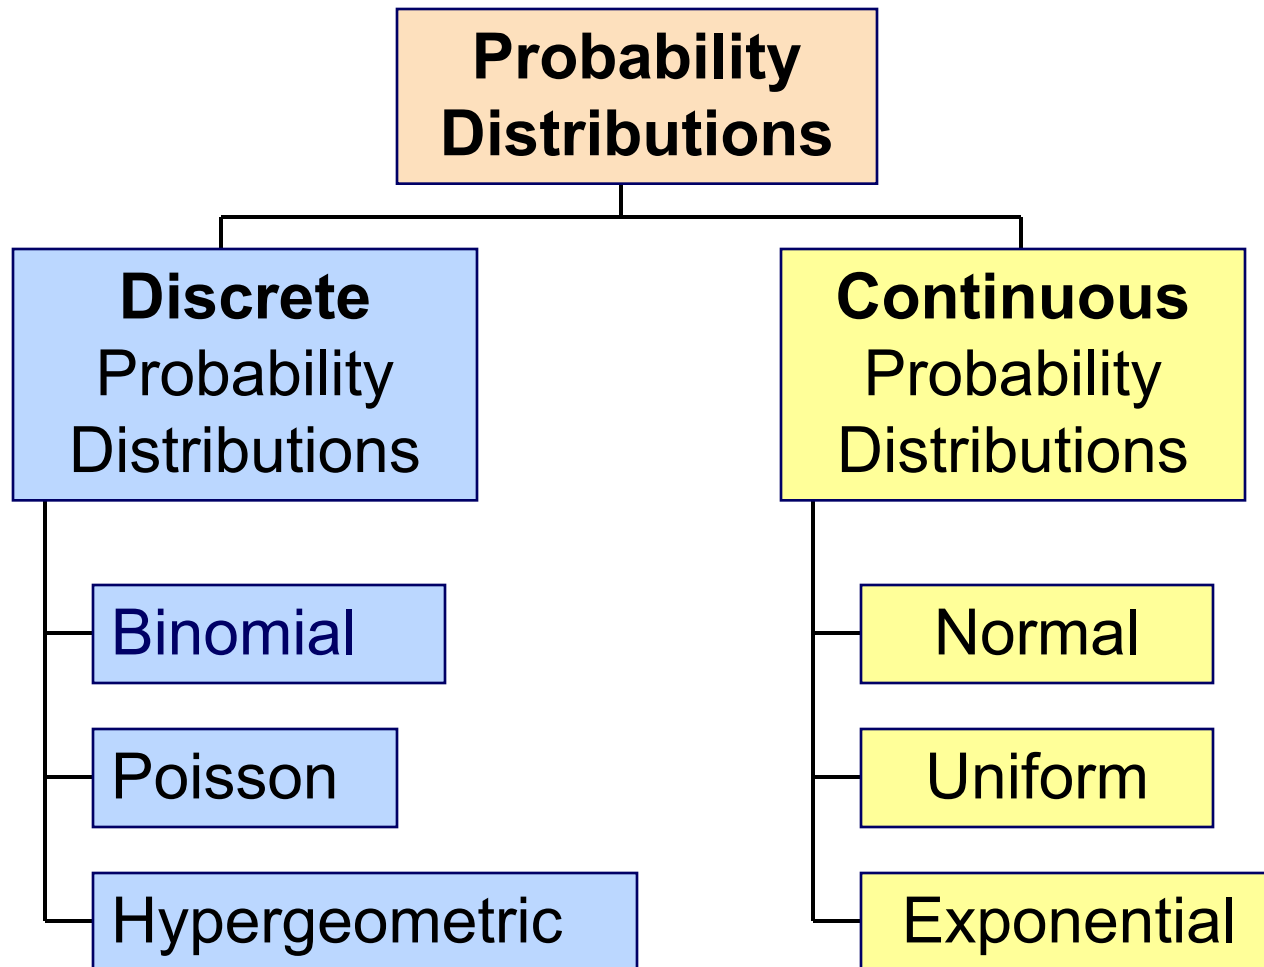 Probability
Distributions
Discrete
Probability
Distributions
Binomial
Poisson
Hypergeometric
Continuous
Probability
Distributions
Normal
Uniform
Exponential